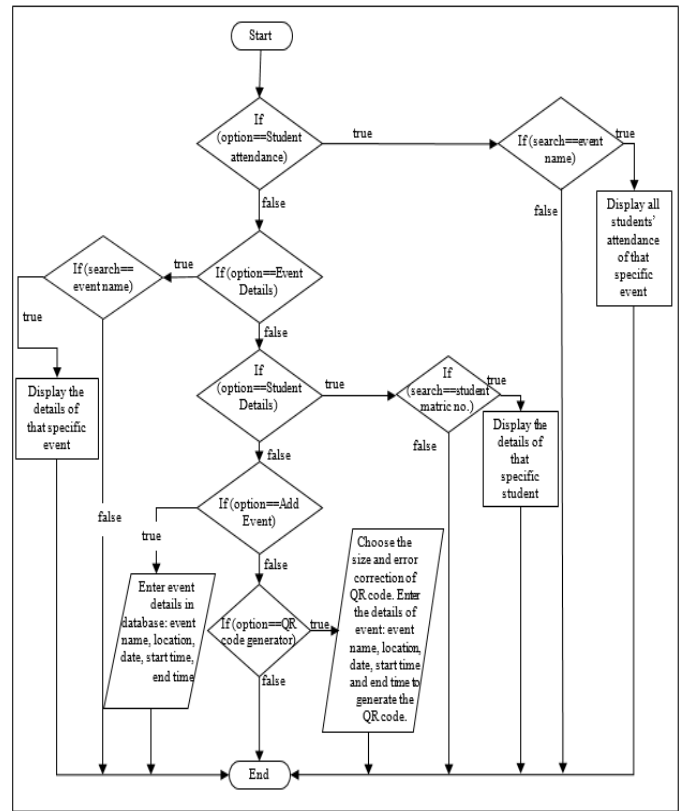 Start
If
(option==Student
attendance)
true
If (search==event
name)
true
false
false
Display all
students'
attendance
of that
specific
event
If (search==
event name)
true
If (option==Event
Details)
true
false
Display the
details of
that specific
event
If
(option==Student
Details)
true
If
(search==student
matric no.)
true
false
false
Display the
details of
that
specific
student
false
If (option==Add
Event)
true
false
Enter event
details in
database: event
name, location,
date, start time,
end time
If (option==QR
code generator)
true
false
Choose the
size and error
correction of
QR code. Enter
the details of
event: event
name, location,
date, start time
and end time to
generate the
QR code.
End